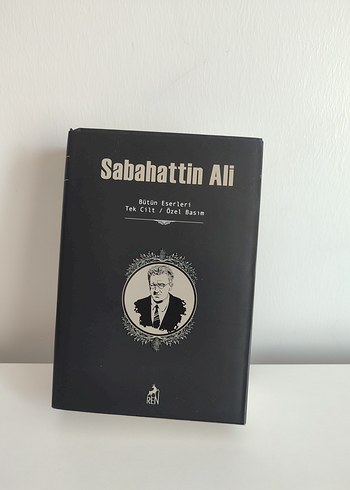 Sabahattin Ali
Bütün Eserleri
Tek Cilt / Özel Basım
REN